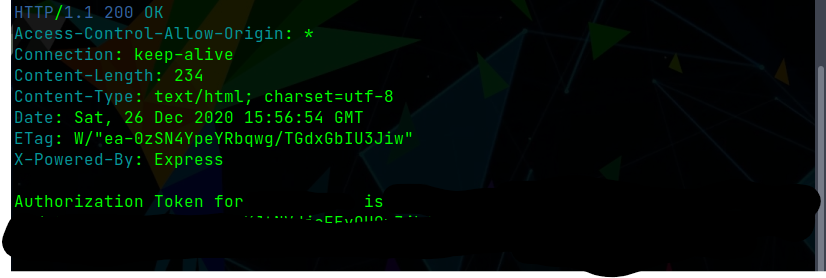 HTTP/1.1 200 OK
Access-Control-Allow-Origin: *
Connection: keep-alive
Content-Length: 234
Content-Type: text/html; charset=utf-8
Date: Sat, 26 Dec 2020 15:56:54 GMT
ETag: W/"ea-0zSN4YpeYRbqwg/TGdxGbIU3Jiw"
X-Powered-By: Express
Authorization Token for is